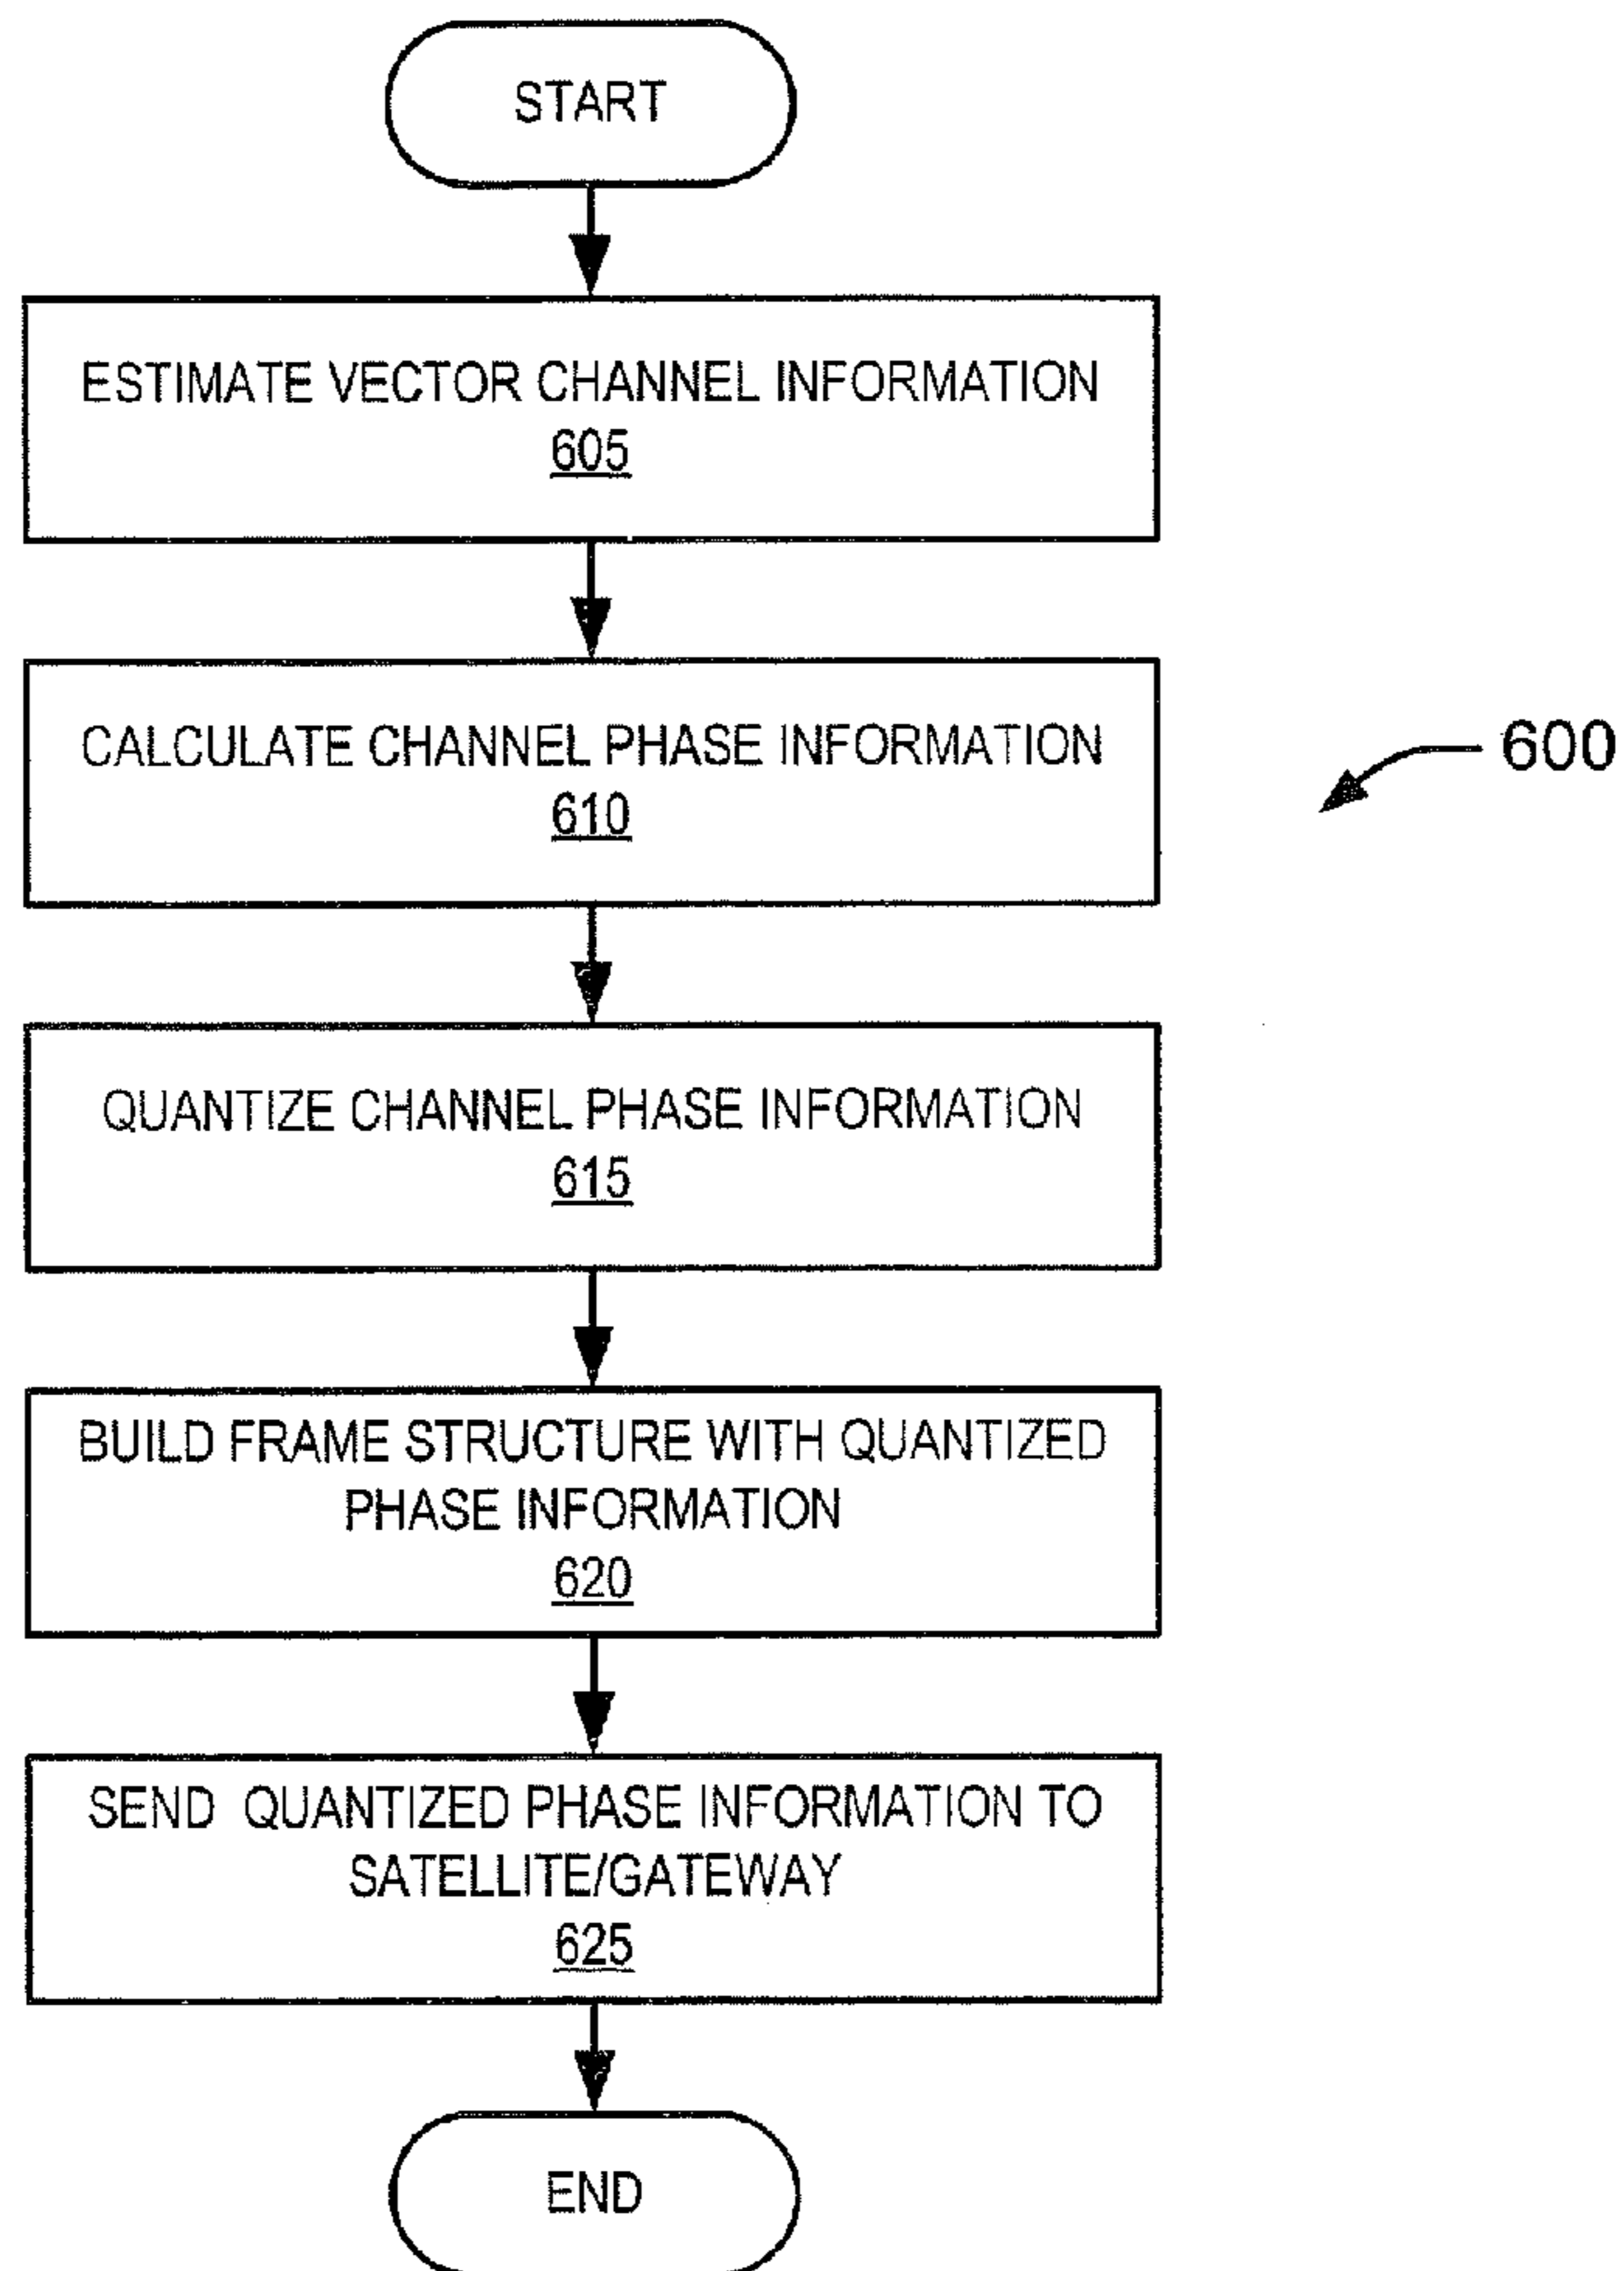 START
ESTIMATE VECTOR CHANNEL INFORMATION
605
CALCULATE CHANNEL PHASE INFORMATION
610
600
QUANTIZE CHANNEL PHASE INFORMATION
615
BUILD FRAME STRUCTURE WITH QUANTIZED
PHASE INFORMATION
620
SEND QUANTIZED PHASE INFORMATION TO
SATELLITE/GATEWAY
625
END